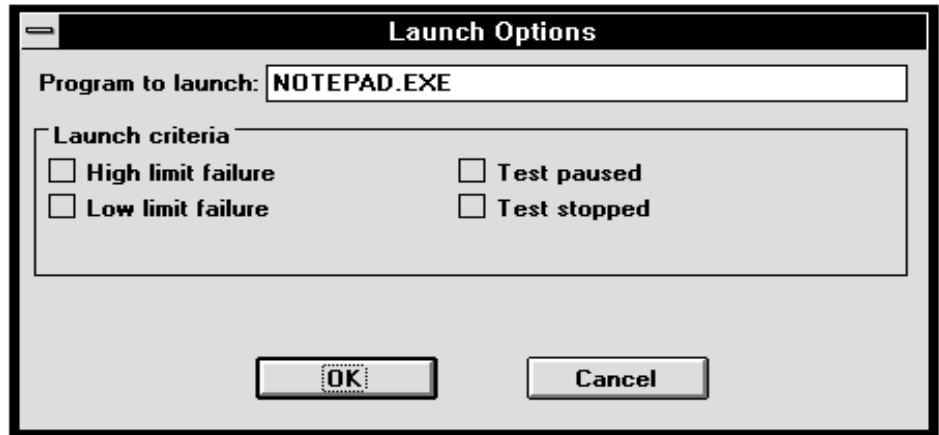 Launch Options
Program to launch: NOTEPAD.EXE
Launch criteria
High limit failure Test paused
Low limit failure Test stopped
OK Cancel